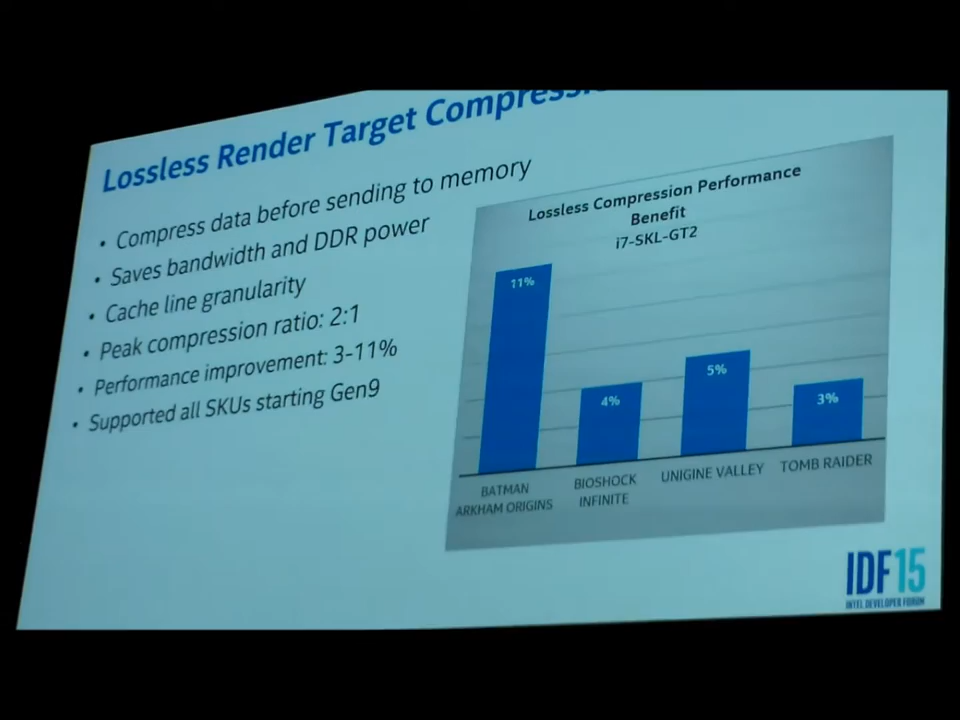 Lossless Render Target Compressi
• Compress data before sending to memory
• Saves bandwidth and DDR power
• Cache line granularity
• Peak compression ratio: 2:1
• Performance improvement: 3-11%
• Supported all SKUs starting Gen9
Lossless Compression Performance
Benefit
i7-SKL-GT2
11%
4%
5%
3%
BATMAN
ARKHAM ORIGINS
BIOSHOCK
INFINITE
UNIGINE VALLEY
TOMB RAIDER
IDF15
INTEL DEVELOPER FORUM